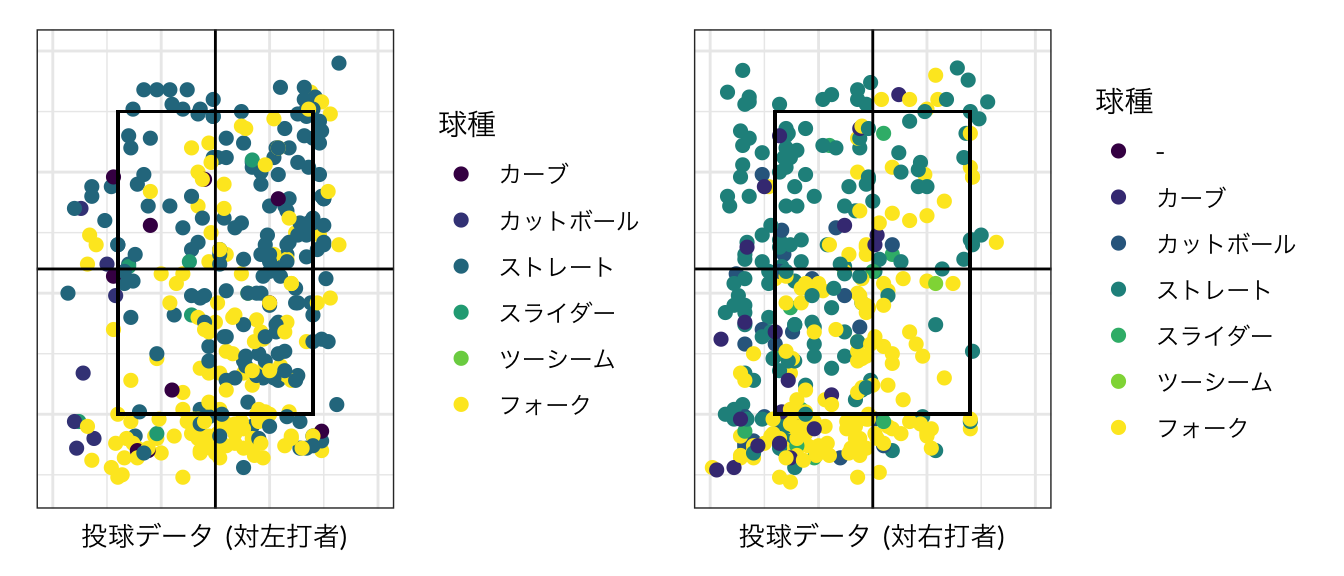 球種
カーブ
カットボール
ストレート
スライダー
ツーシーム
フォーク
投球データ (対左打者)
球種
-
カーブ
カットボール
ストレート
スライダー
ツーシーム
フォーク
投球データ (対右打者)